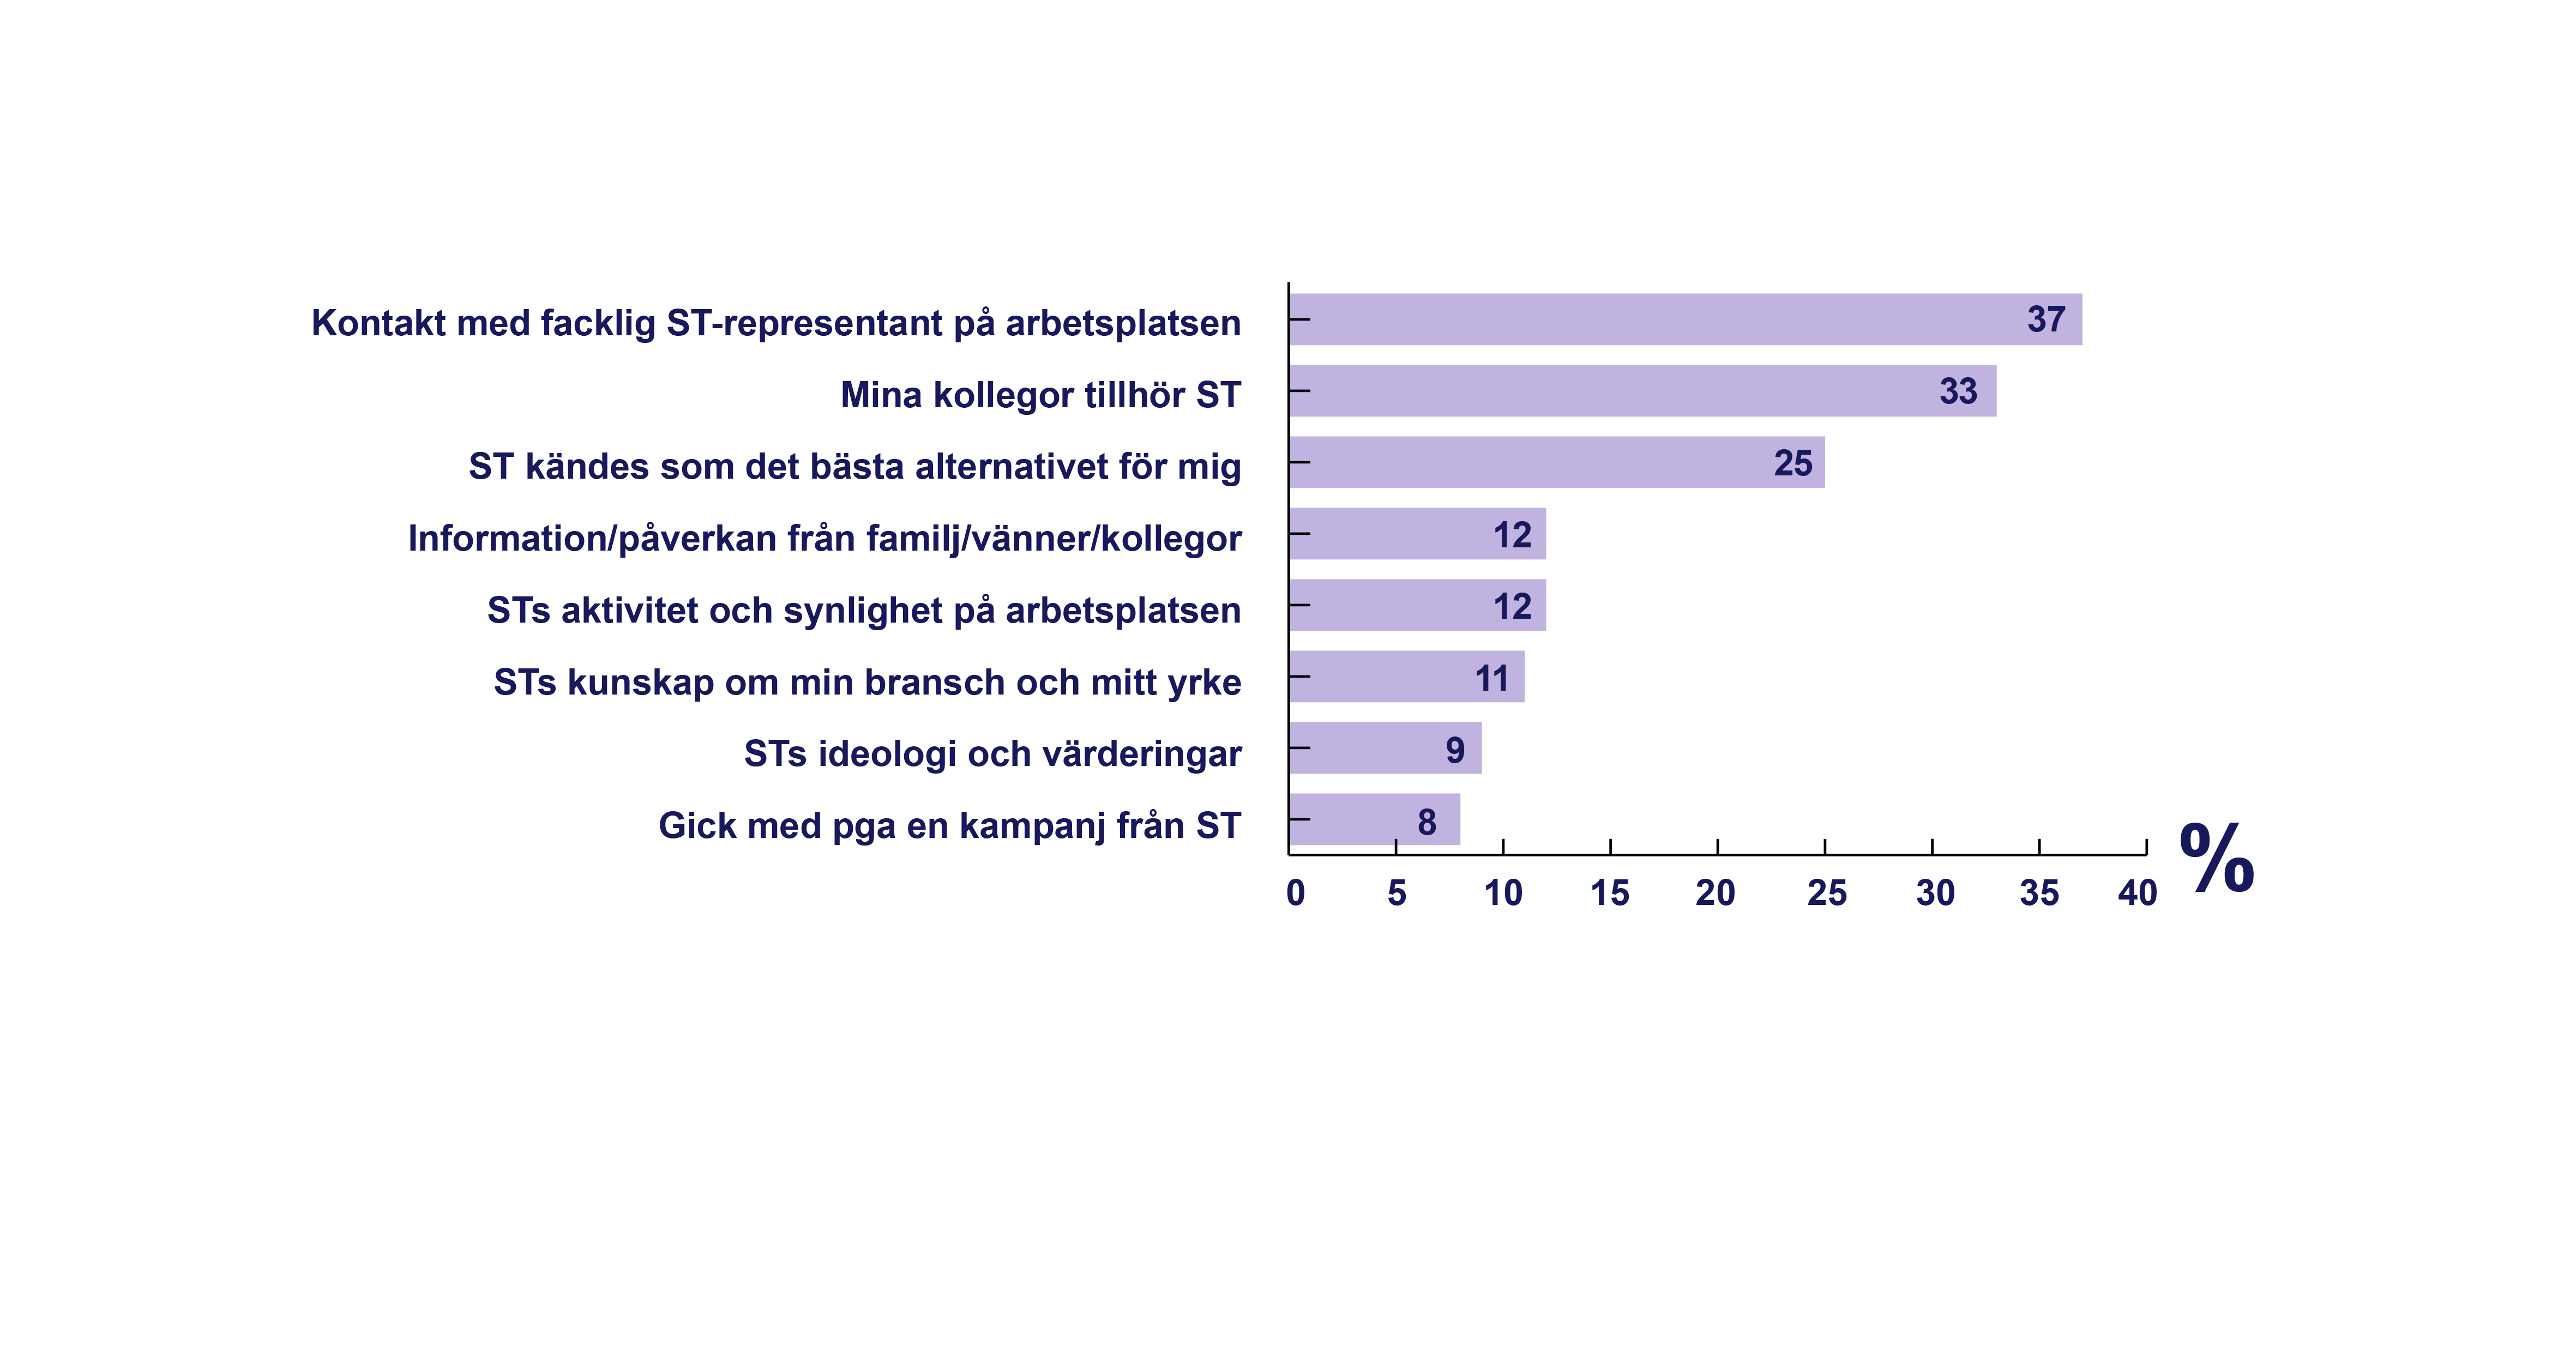 Kontakt med facklig ST-representant på arbetsplatsen 37
Mina kollegor tillhör ST 33
ST kändes som det bästa alternativet för mig 25
Information/påverkan från familj/vänner/kollegor 12
STs aktivitet och synlighet på arbetsplatsen 12
STs kunskap om min bransch och mitt yrke 11
STs ideologi och värderingar 9
Gick med pga en kampanj från ST 8
%
0 5 10 15 20 25 30 35 40